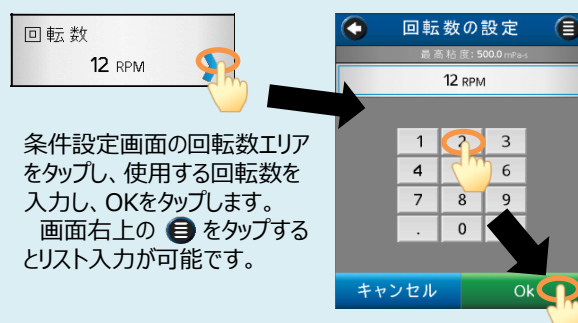 回転数
12 RPM
条件設定画面の回転数エリア
をタップし、使用する回転数を
入力し、OKをタップします。
画面右上の をタップする
とリスト入力が可能です。
回転数の設定
最高粘度: 500.0 mPa·s
12 RPM
1 2 3
4 6
7 8 9
. 0
キャンセル Ok